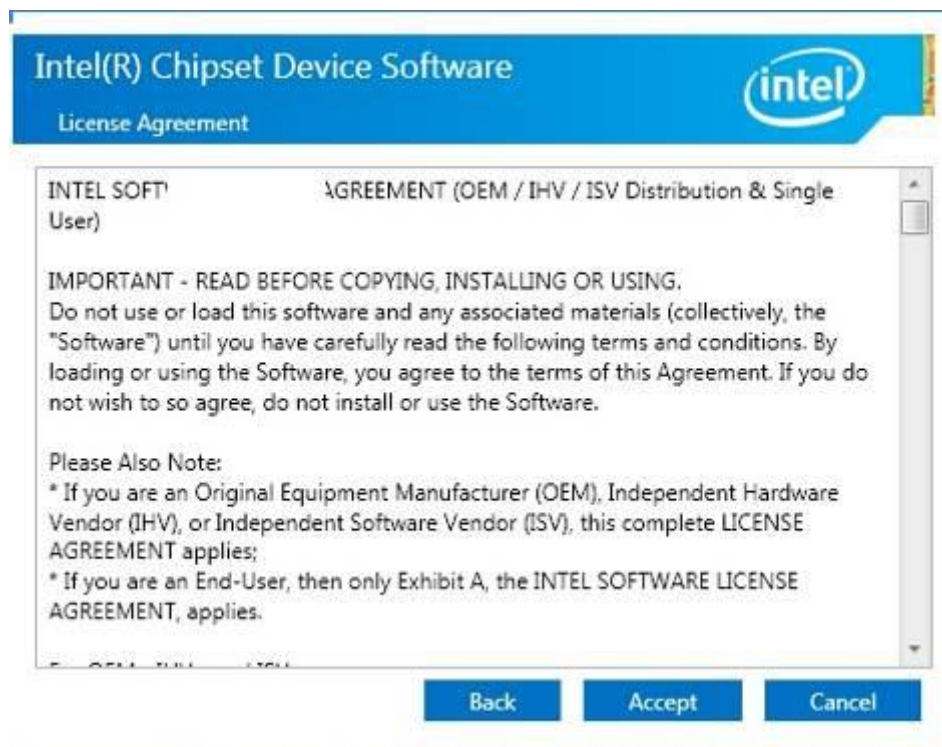 Intel(R) Chipset Device Software
intel
License Agreement
INTEL AGREEMENT (OEM / IHV / ISV Distribution & Single
User)
IMPORTANT - READ BEFORE COPYING, INSTALLING OR USING.
Do not use or load this software and any associated materials (collectively, the
"Software") until you have carefully read the following terms and conditions. By
loading or using the Software, you agree to the terms of this Agreement. If you do
not wish to so agree, do not install or use the Software.
Please Also Note:
* If you are an Original Equipment Manufacturer (OEM), Independent Hardware
Vendor (IHV), or Independent Software Vendor (ISV), this complete LICENSE
AGREEMENT applies;
* If you are an End-User, then only Exhibit A, the INTEL SOFTWARE LICENSE
AGREEMENT, applies.
Back Accept Cancel